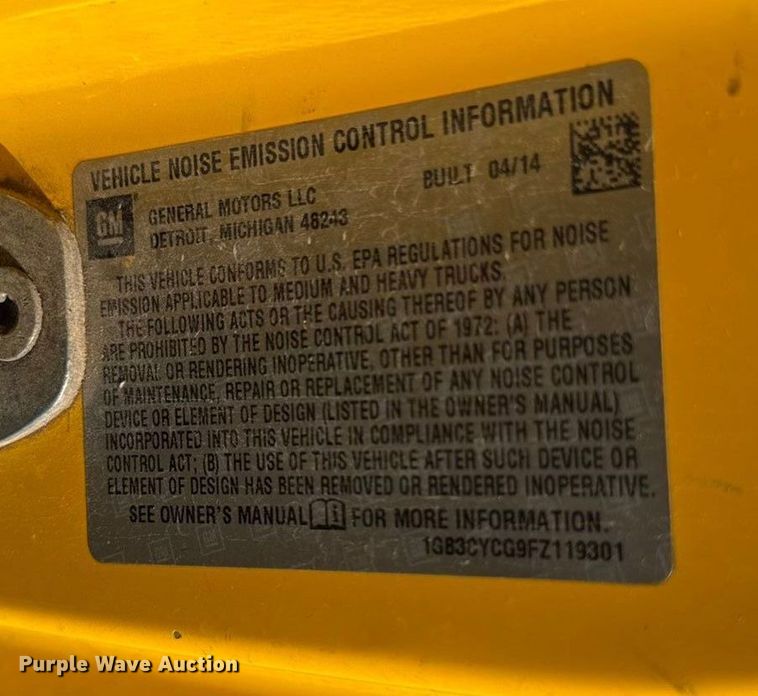 VEHICLE NOISE EMISSION CONTROL INFORMATION
GM
GENERAL MOTORS LLC
DETROIT, MICHIGAN 48243
BUILT 04/14
THIS VEHICLE CONFORMS TO U.S. EPA REGULATIONS FOR NOISE
EMISSION APPLICABLE TO MEDIUM AND HEAVY TRUCKS.
THE FOLLOWING ACTS OR THE CAUSING THEREOF BY ANY PERSON
ARE PROHIBITED BY THE NOISE CONTROL ACT OF 1972: (A) THE
REMOVAL OR RENDERING INOPERATIVE, OTHER THAN FOR PURPOSES
OF MAINTENANCE, REPAIR OR REPLACEMENT OF ANY NOISE CONTROL
DEVICE OR ELEMENT OF DESIGN (LISTED IN THE OWNER'S MANUAL)
INCORPORATED INTO THIS VEHICLE IN COMPLIANCE WITH THE NOISE
CONTROL ACT; (B) THE USE OF THIS VEHICLE AFTER SUCH DEVICE OR
ELEMENT OF DESIGN HAS BEEN REMOVED OR RENDERED INOPERATIVE.
SEE OWNER'S MANUAL FOR MORE INFORMATION.
1GB3CYCG9FZ119301
Purple Wave Auction